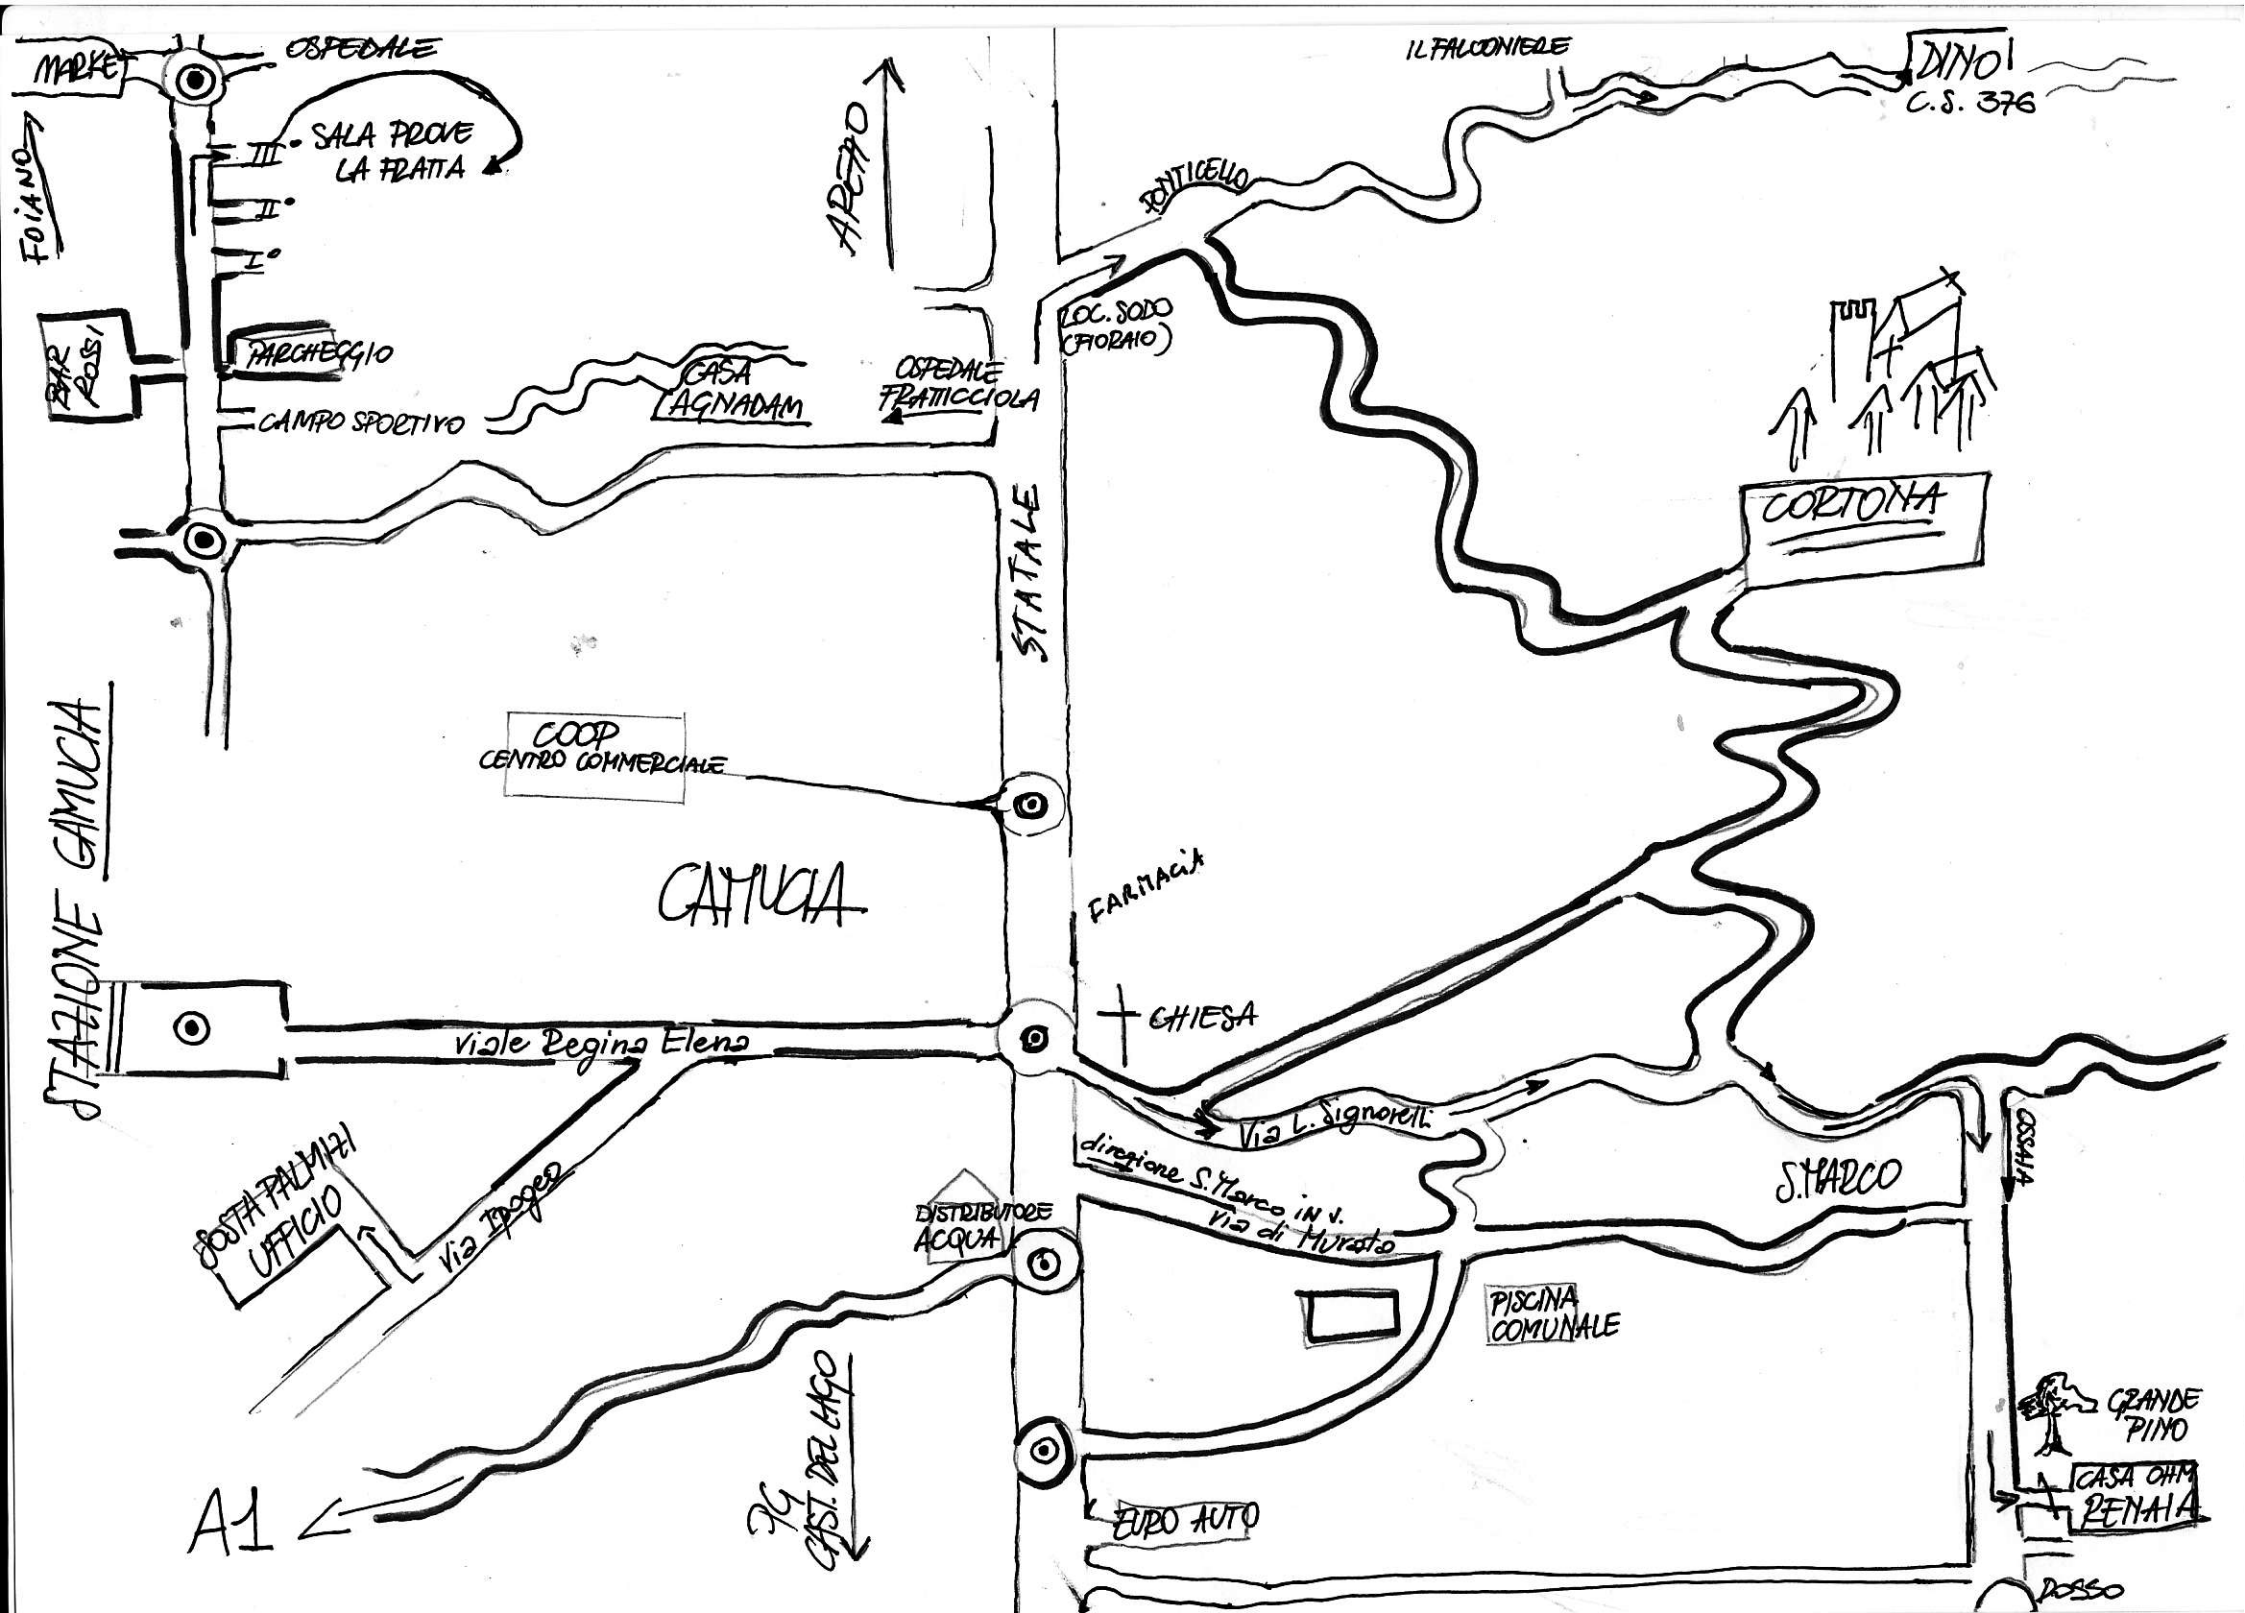 MARKET
OSPEDALE
FOIANO
III°
SALA PROVE
LA FRATTA
II°
I°
BAR
ROSSI
PARCHEGGIO
CAMPO SPORTIVO
CASA
AGNADAM
AREZZO
OSPEDALE
FRATTICCIOLA
IL FALCONIERE
DINO!
C.S. 376
PONTICELLO
LOC. SODO
(FIORAIO)
CORTONA
STATALE
COOP
CENTRO COMMERCIALE
CAMUCIA
STAZIONE CAMUCIA
FARMACIA
CHIESA
viale Regina Elena
Via L. Signorelli
direzione S. Marco in V.
via di Murata
SOSTA PALMIZI
UFFICIO
Via Ipogeo
DISTRIBUTORE
ACQUA
S. MARCO
OSSAIA
PISCINA
COMUNALE
PG
CAST. DEL LAGO
A1
EURO AUTO
GRANDE
PINO
CASA OHM
RENAIA
DOSSO